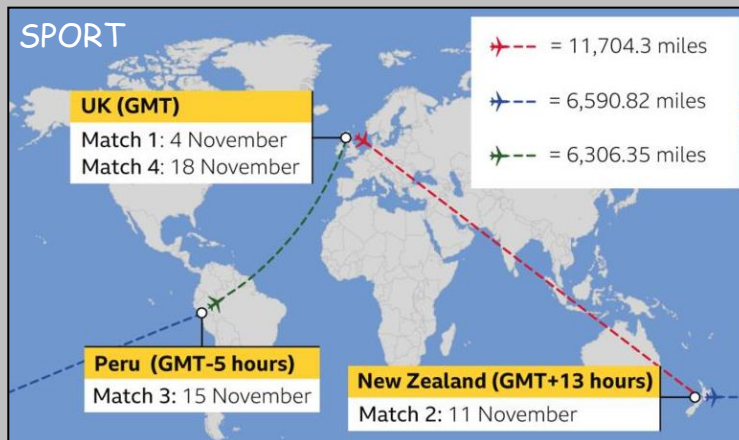 SPORT
= 11,704.3 miles
= 6,590.82 miles
= 6,306.35 miles
UK (GMT)
Match 1: 4 November
Match 4: 18 November
Peru (GMT-5 hours)
Match 3: 15 November
New Zealand (GMT+13 hours)
Match 2: 11 November